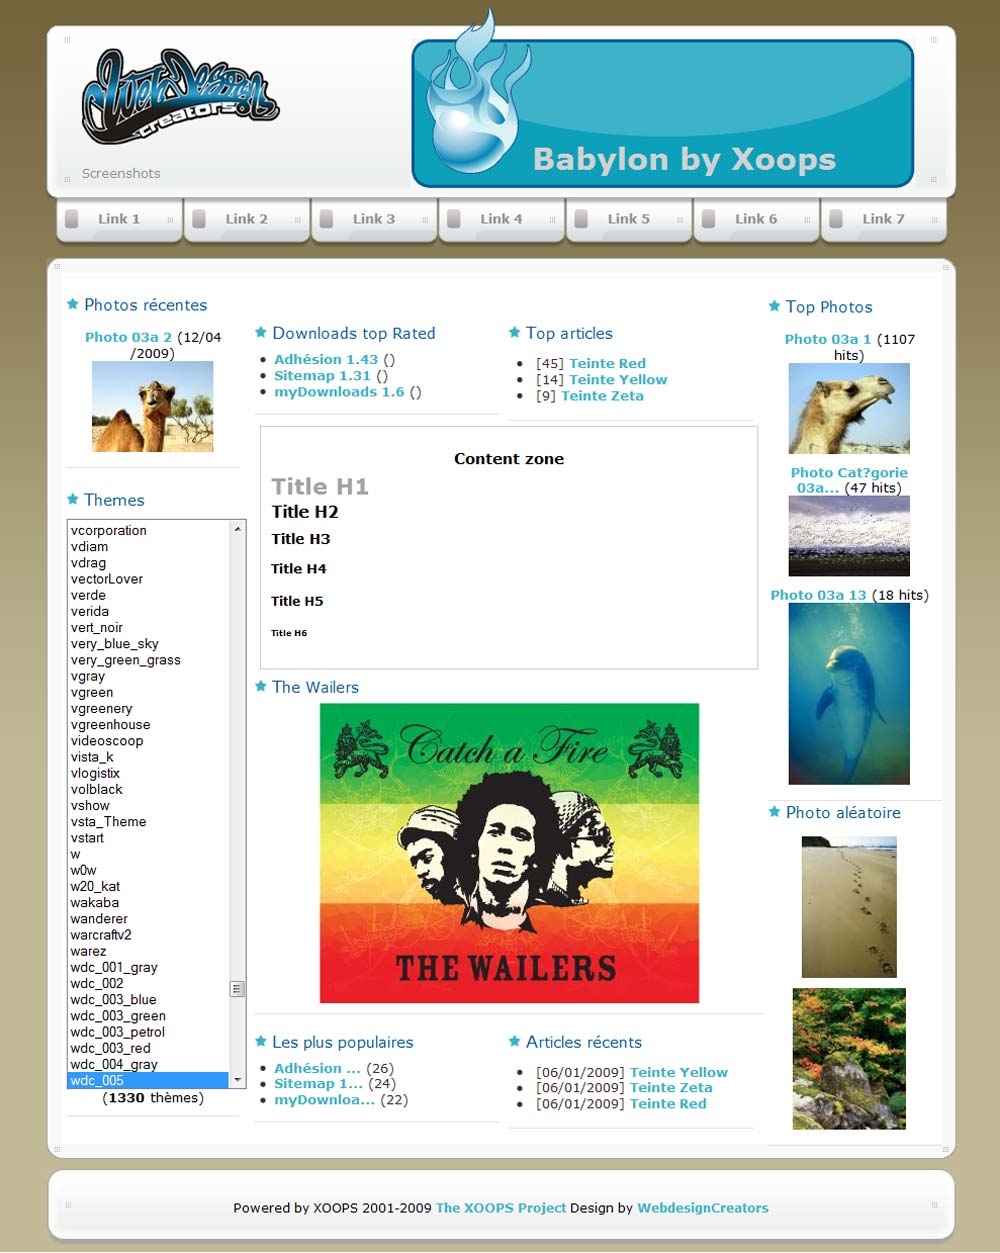 WebDesign
creators
Screenshots
Babylon by Xoops
Link 1
Link 2
Link 3
Link 4
Link 5
Link 6
Link 7
Photos récentes
Photo 03a 2 (12/04
/2009)
Themes
vcorporation
vdiam
vdrag
vectorLover
verde
verida
vert_noir
very_blue_sky
very_green_grass
vgray
vgreen
vgreenery
vgreenhouse
videoscoop
vista_k
vlogistix
volblack
vshow
vsta_Theme
vstart
w
w0w
w20_kat
wakaba
wanderer
warcraftv2
warez
wdc_001_gray
wdc_002
wdc_003_blue
wdc_003_green
wdc_003_petrol
wdc_003_red
wdc_004_gray
wdc_005
(1330 thèmes)
Downloads top Rated
Adhésion 1.43 ()
Sitemap 1.31 ()
myDownloads 1.6 ()
Top articles
[45] Teinte Red
[14] Teinte Yellow
[9] Teinte Zeta
Content zone
Title H1
Title H2
Title H3
Title H4
Title H5
Title H6
The Wailers
Catch a Fire
THE WAILERS
Les plus populaires
Adhésion ... (26)
Sitemap 1... (24)
myDownloa... (22)
Articles récents
[06/01/2009] Teinte Yellow
[06/01/2009] Teinte Zeta
[06/01/2009] Teinte Red
Top Photos
Photo 03a 1 (1107
hits)
Photo Cat?gorie
03a... (47 hits)
Photo 03a 13 (18 hits)
Photo aléatoire
Powered by XOOPS 2001-2009 The XOOPS Project Design by WebdesignCreators